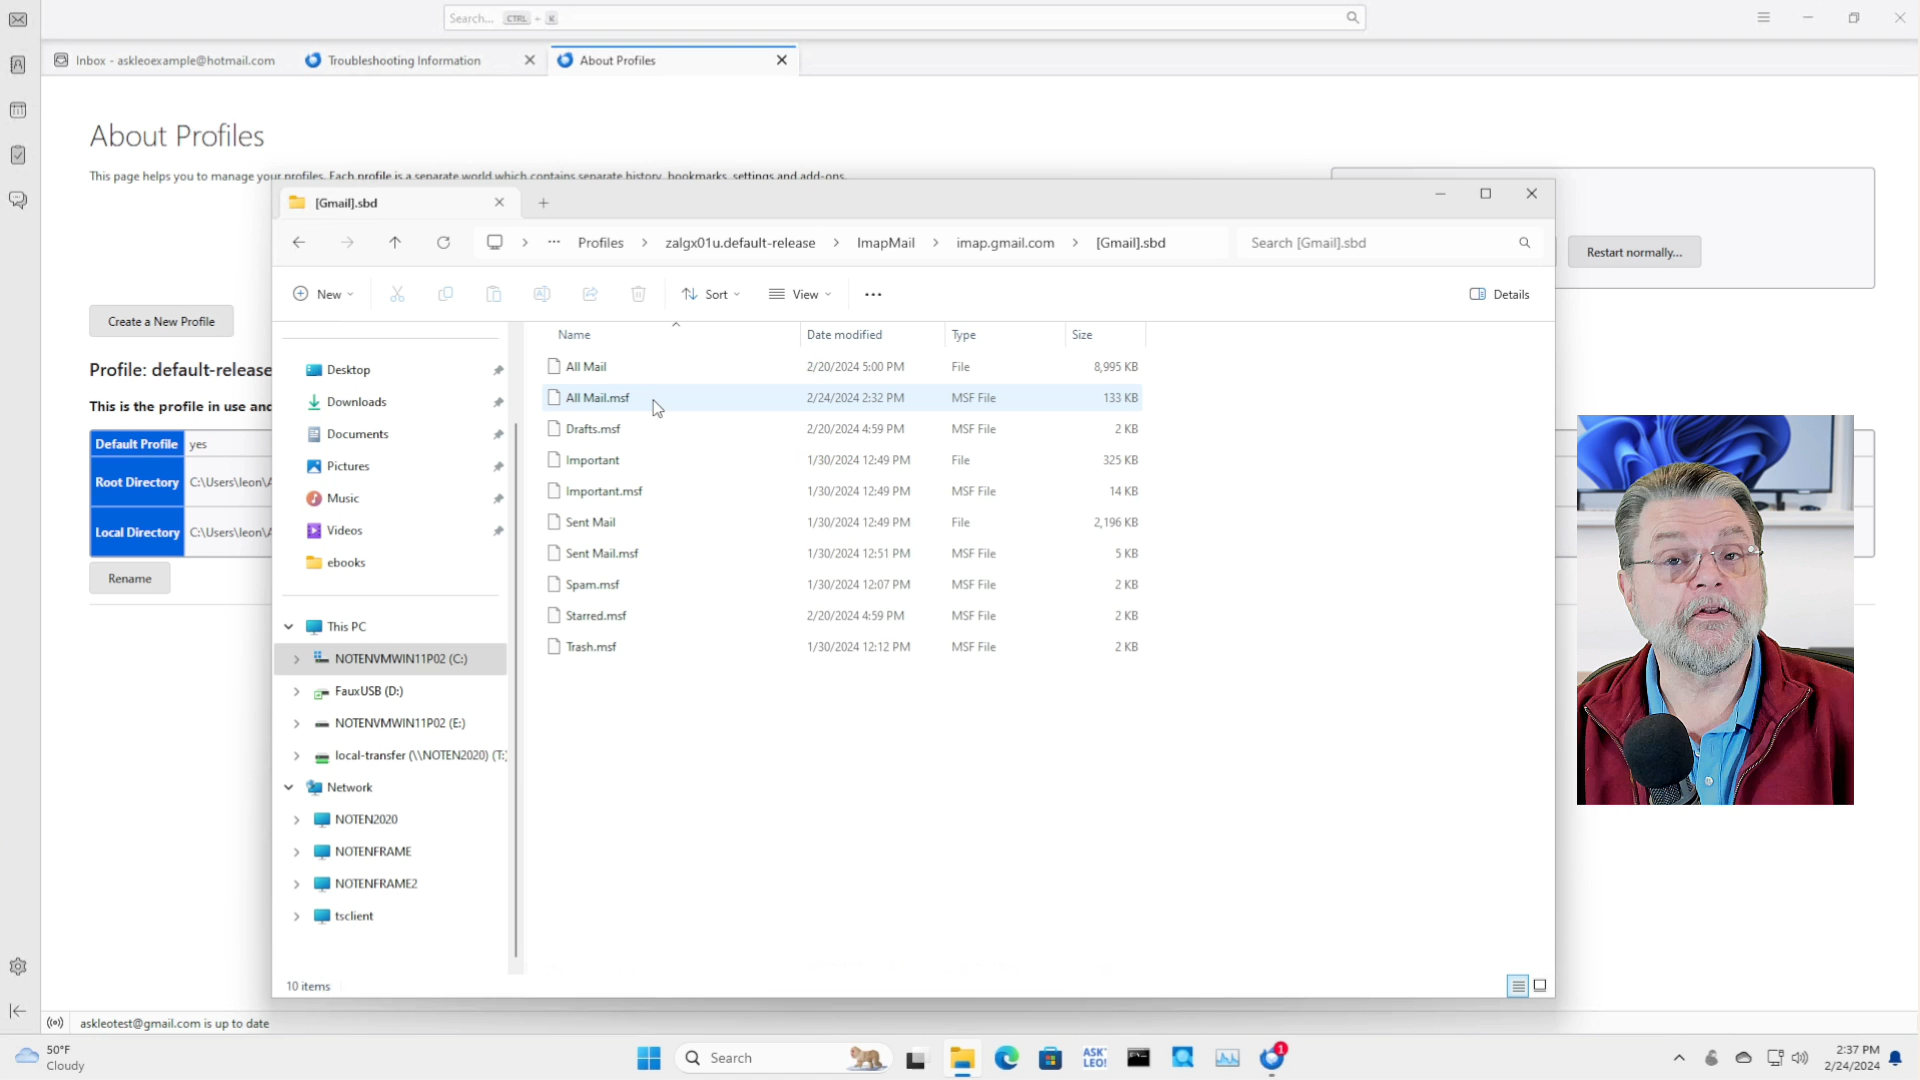 Search... CTRL + K
Inbox - askleoexample@hotmail.com
Troubleshooting Information
About Profiles
About Profiles
This page helps you to manage your profiles. Each profile is a separate world which contains separate history, bookmarks, settings and add-ons.
[Gmail].sbd
Profiles
zalgx01u.default-release
ImapMail
imap.gmail.com
[Gmail].sbd
Search [Gmail].sbd
Restart normally...
New
Sort
View
Details
Create a New Profile
Profile: default-release
This is the profile in use and
Default Profile yes
Root Directory C:\Users\leon\A
Local Directory C:\Users\leon\A
Rename
Desktop
Downloads
Documents
Pictures
Music
Videos
ebooks
This PC
NOTENVMWIN11P02 (C:)
FauxUSB (D:)
NOTENVMWIN11P02 (E:)
local-transfer (\\NOTEN2020) (T:
Network
NOTEN2020
NOTENFRAME
NOTENFRAME2
tsclient
Name Date modified Type Size
All Mail 2/20/2024 5:00 PM File 8,995 KB
All Mail.msf 2/24/2024 2:32 PM MSF File 133 KB
Drafts.msf 2/20/2024 4:59 PM MSF File 2 KB
Important 1/30/2024 12:49 PM File 325 KB
Important.msf 1/30/2024 12:49 PM MSF File 14 KB
Sent Mail 1/30/2024 12:49 PM File 2,196 KB
Sent Mail.msf 1/30/2024 12:51 PM MSF File 5 KB
Spam.msf 1/30/2024 12:07 PM MSF File 2 KB
Starred.msf 2/20/2024 4:59 PM MSF File 2 KB
Trash.msf 1/30/2024 12:12 PM MSF File 2 KB
10 items
askleotest@gmail.com is up to date
50°F
Cloudy
Search
ASK
LEO!
1
2:37 PM
2/24/2024